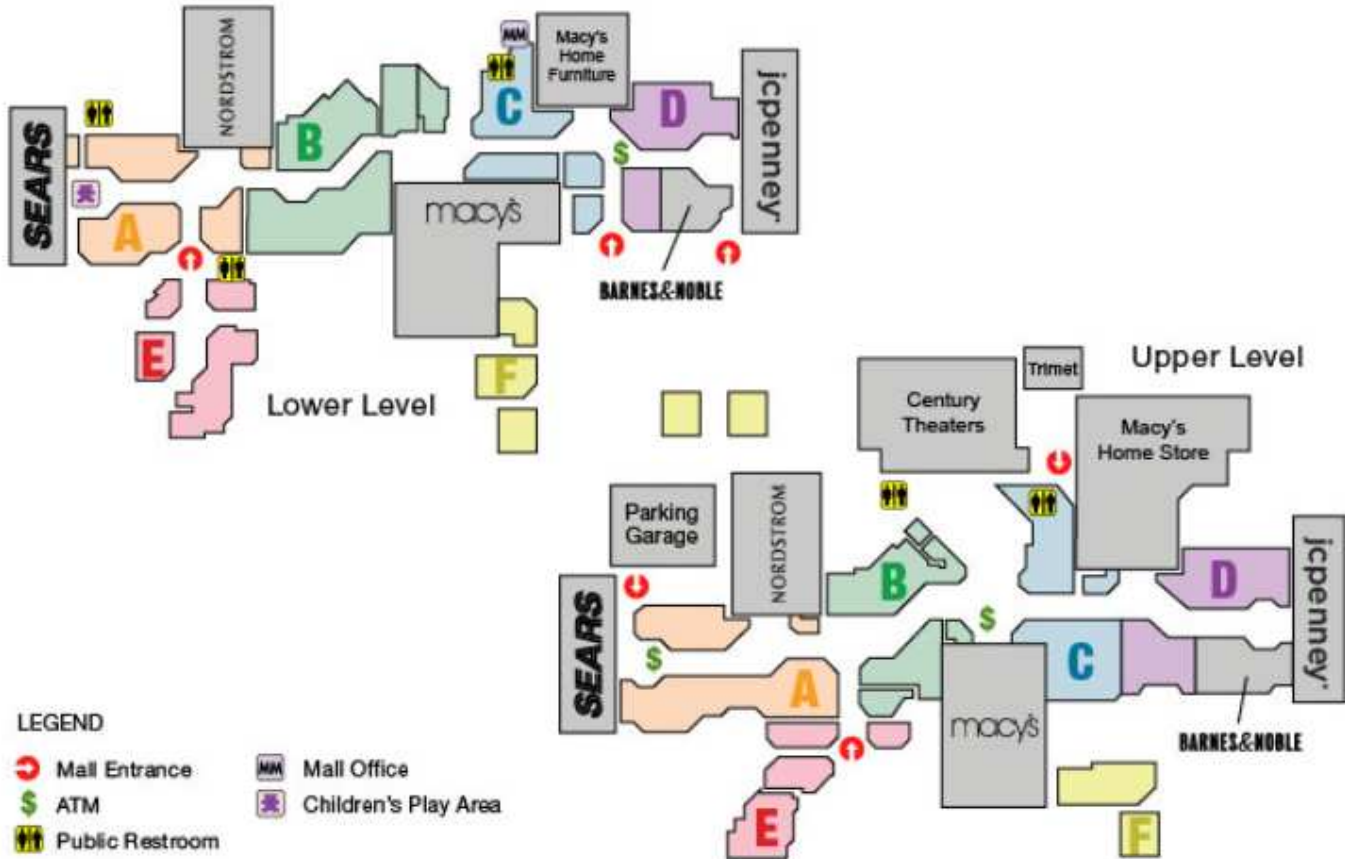 NORDSTROM
MM
Macy's
Home
Furniture
jcpenney
SEARS
A
B
C
D
$
macy's
BARNES&NOBLE
E
F
Lower Level
Upper Level
Century
Theaters
Trimet
Macy's
Home Store
Parking
Garage
NORDSTROM
SEARS
B
D
jcpenney
$
$
A
C
macy's
BARNES&NOBLE
E
F
LEGEND
Mall Entrance
MM Mall Office
$ ATM
Children's Play Area
Public Restroom